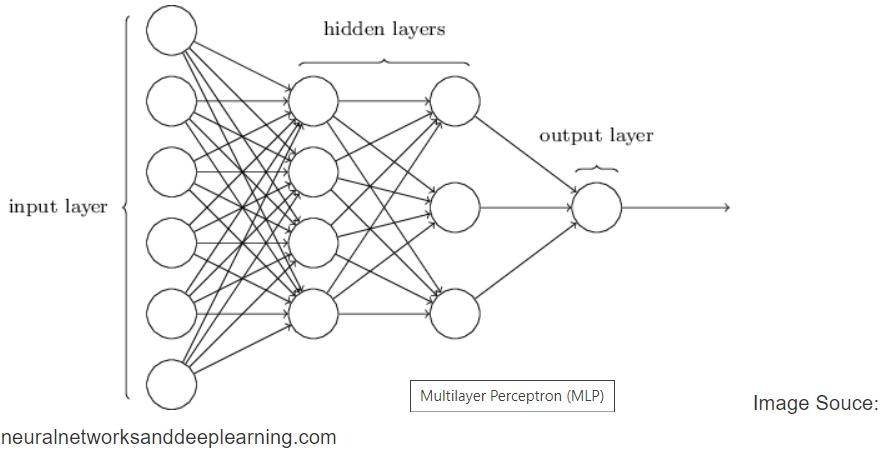 hidden layers
output layer
input layer
Multilayer Perceptron (MLP)
Image Souce:
neuralnetworksanddeeplearning.com